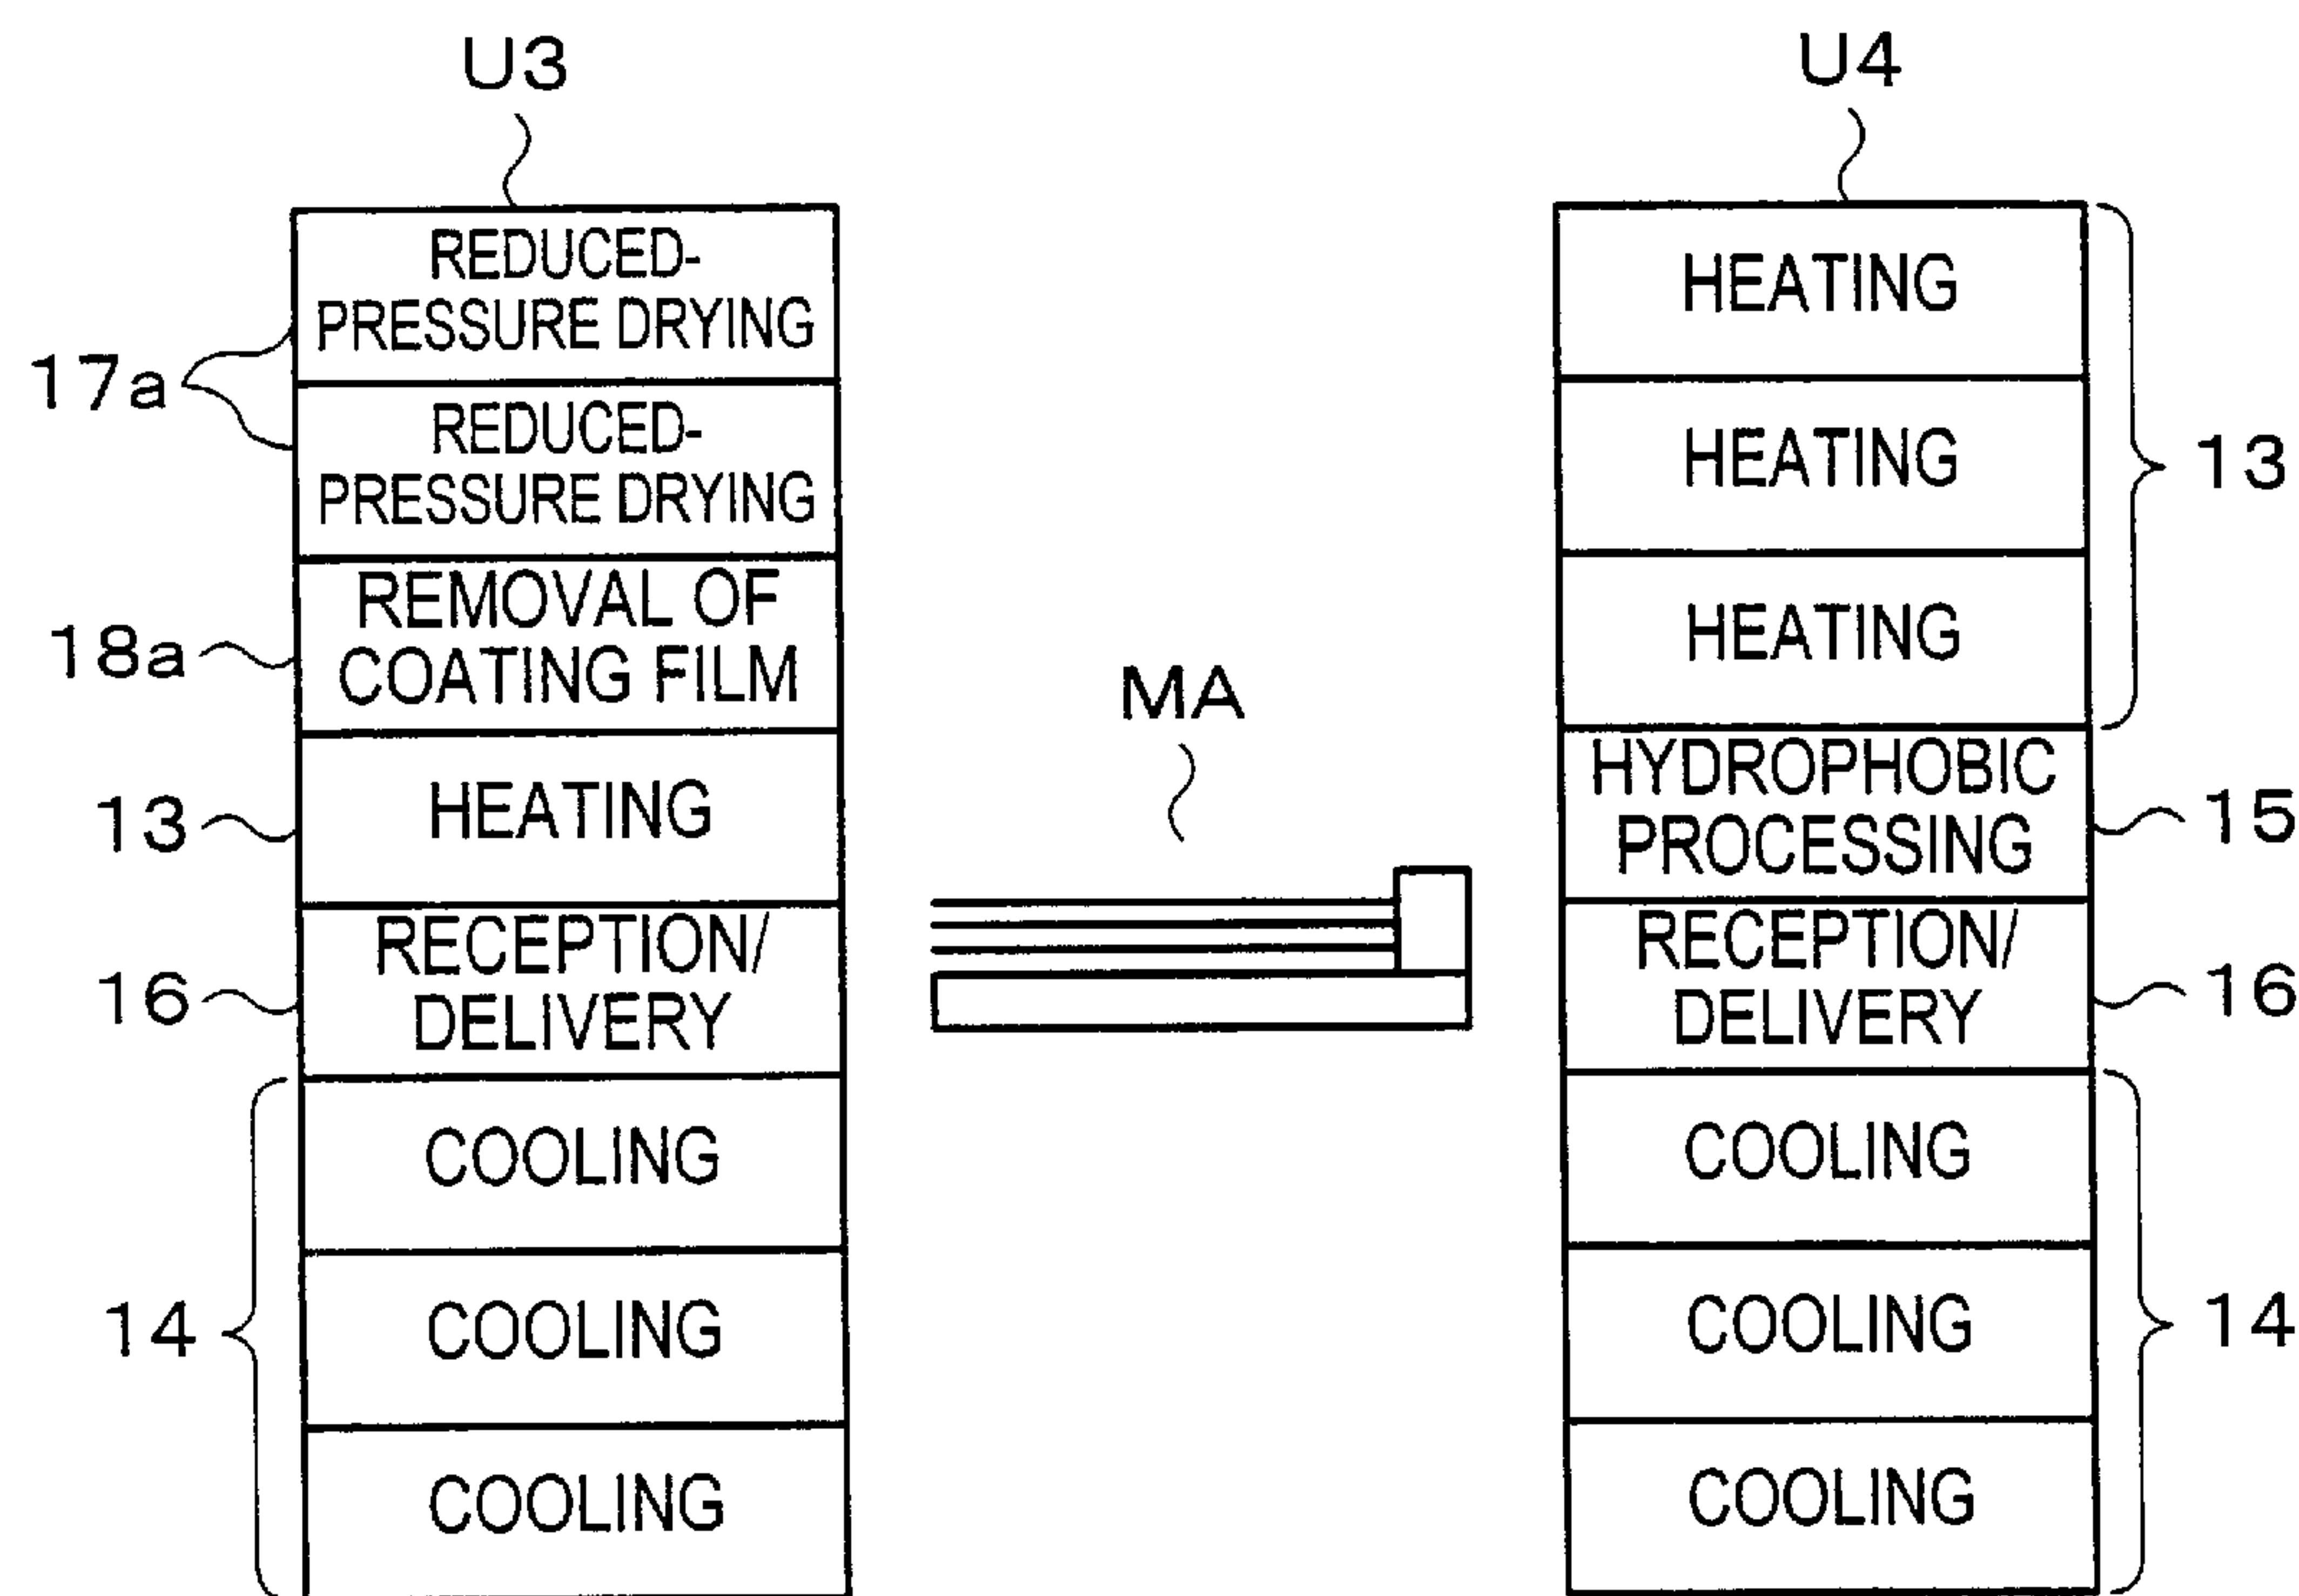 U3
REDUCED-
PRESSURE DRYING
REDUCED-
PRESSURE DRYING
17a
REMOVAL OF
COATING FILM
18a
HEATING
13
RECEPTION/
DELIVERY
16
COOLING
COOLING
COOLING
14
MA
U4
HEATING
HEATING
HEATING
13
HYDROPHOBIC
PROCESSING
15
RECEPTION/
DELIVERY
16
COOLING
COOLING
COOLING
14